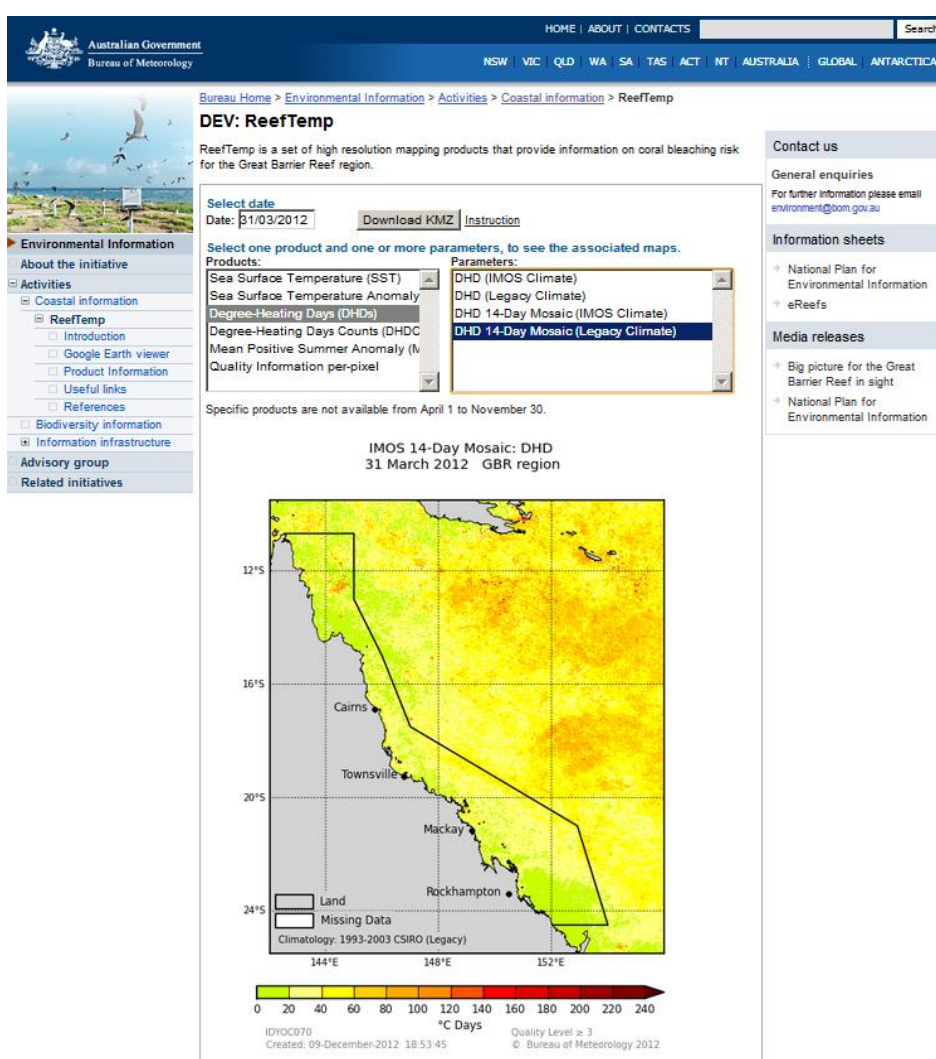 Australian Government
Bureau of Meteorology
HOME | ABOUT | CONTACTS
Search
NSW | VIC | QLD | WA | SA | TAS | ACT | NT | AUSTRALIA | GLOBAL | ANTARCTICA
Bureau Home > Environmental Information > Activities > Coastal information > ReefTemp
DEV: ReefTemp
ReefTemp is a set of high resolution mapping products that provide information on coral bleaching risk
for the Great Barrier Reef region.
Select date
Date: 31/03/2012 Download KMZ Instruction
Select one product and one or more parameters, to see the associated maps.
Products:
Sea Surface Temperature (SST)
Sea Surface Temperature Anomaly
Degree-Heating Days (DHDs)
Degree-Heating Days Counts (DHDC
Mean Positive Summer Anomaly (M
Quality Information per-pixel
Parameters:
DHD (IMOS Climate)
DHD (Legacy Climate)
DHD 14-Day Mosaic (IMOS Climate)
DHD 14-Day Mosaic (Legacy Climate)
Specific products are not available from April 1 to November 30.
Environmental Information
About the initiative
Activities
Coastal information
ReefTemp
Introduction
Google Earth viewer
Product Information
Useful links
References
Biodiversity information
Information infrastructure
Advisory group
Related initiatives
Contact us
General enquiries
For further information please email
environment@bom.gov.au
Information sheets
National Plan for
Environmental Information
eReefs
Media releases
Big picture for the Great
Barrier Reef in sight
National Plan for
Environmental Information
IMOS 14-Day Mosaic: DHD
31 March 2012 GBR region
12°S
16°S
Cairns
Townsville
20°S
Mackay
Rockhampton
24°S
Land
Missing Data
Climatology: 1993-2003 CSIRO (Legacy)
144°E 148°E 152°E
0 20 40 60 80 100 120 140 160 180 200 220 240
°C Days
IDYOC070
Created: 09-December-2012 18:53:45
Quality Level ≥ 3
© Bureau of Meteorology 2012